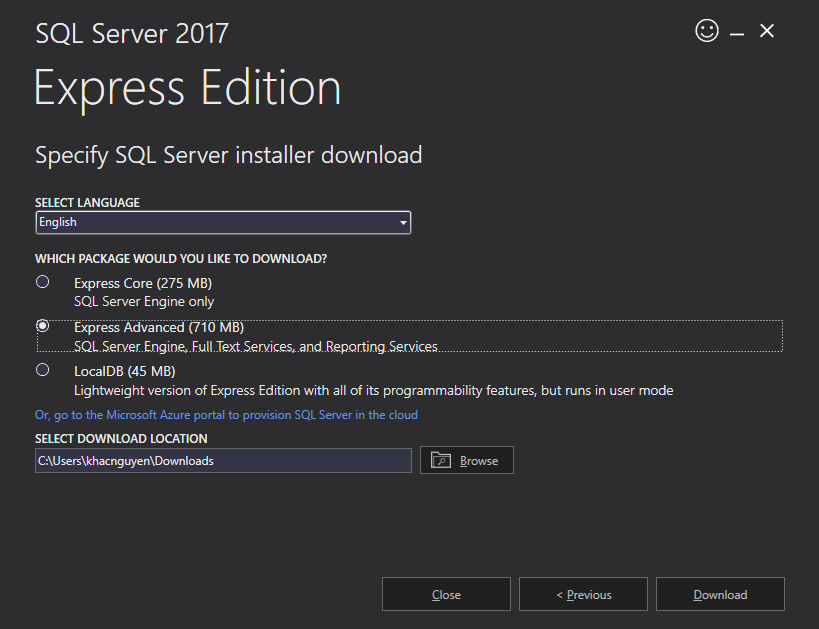 SQL Server 2017
Express Edition
Specify SQL Server installer download
SELECT LANGUAGE
English
WHICH PACKAGE WOULD YOU LIKE TO DOWNLOAD?
Express Core (275 MB)
SQL Server Engine only
Express Advanced (710 MB)
SQL Server Engine, Full Text Services, and Reporting Services
LocalDB (45 MB)
Lightweight version of Express Edition with all of its programmability features, but runs in user mode
Or, go to the Microsoft Azure portal to provision SQL Server in the cloud
SELECT DOWNLOAD LOCATION
C:\Users\khacnguyen\Downloads
Browse
Close
< Previous
Download